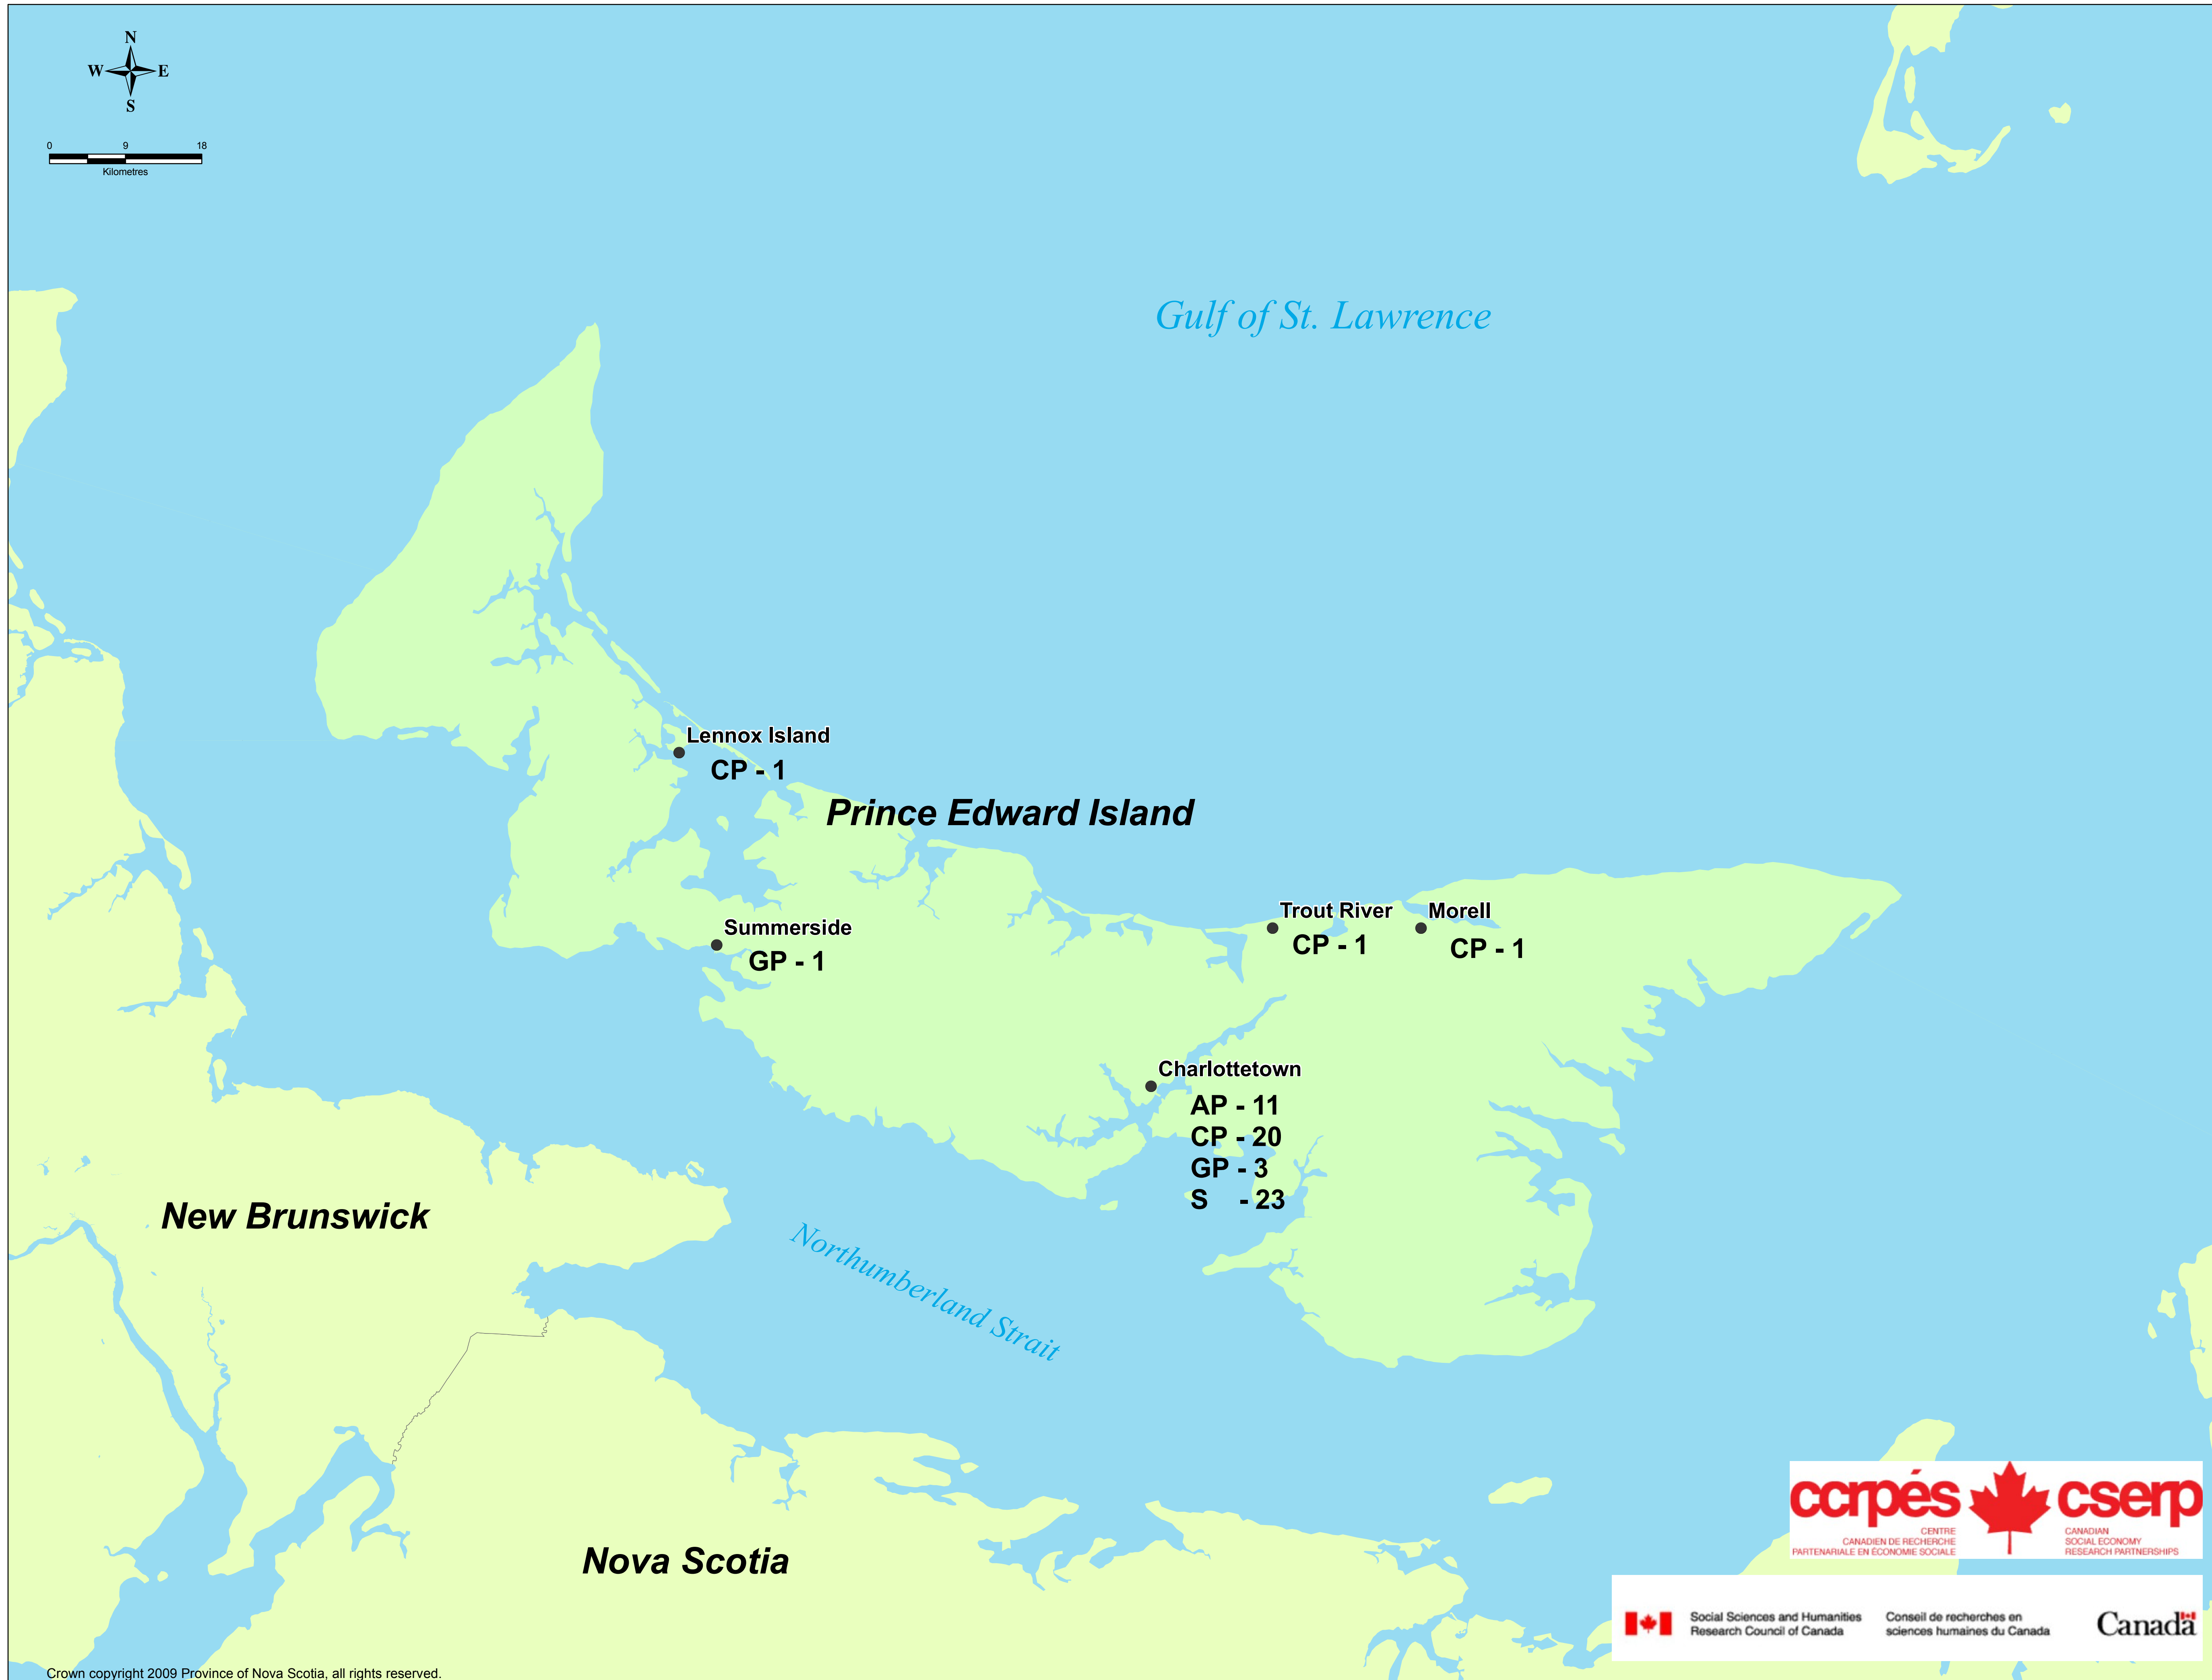 N
W E
S
0 9 18
Kilometres
Gulf of St. Lawrence
Lennox Island
CP - 1
Prince Edward Island
Trout River
CP - 1
Morell
CP - 1
Summerside
GP - 1
Charlottetown
AP - 11
CP - 20
GP - 3
S - 23
New Brunswick
Northumberland Strait
Nova Scotia
ccrpés cserp
CENTRE
CANADIEN DE RECHERCHE
PARTENARIALE EN ÉCONOMIE SOCIALE
CANADIAN
SOCIAL ECONOMY
RESEARCH PARTNERSHIPS
Social Sciences and Humanities
Research Council of Canada
Conseil de recherches en
sciences humaines du Canada
Canada
Crown copyright 2009 Province of Nova Scotia, all rights reserved.